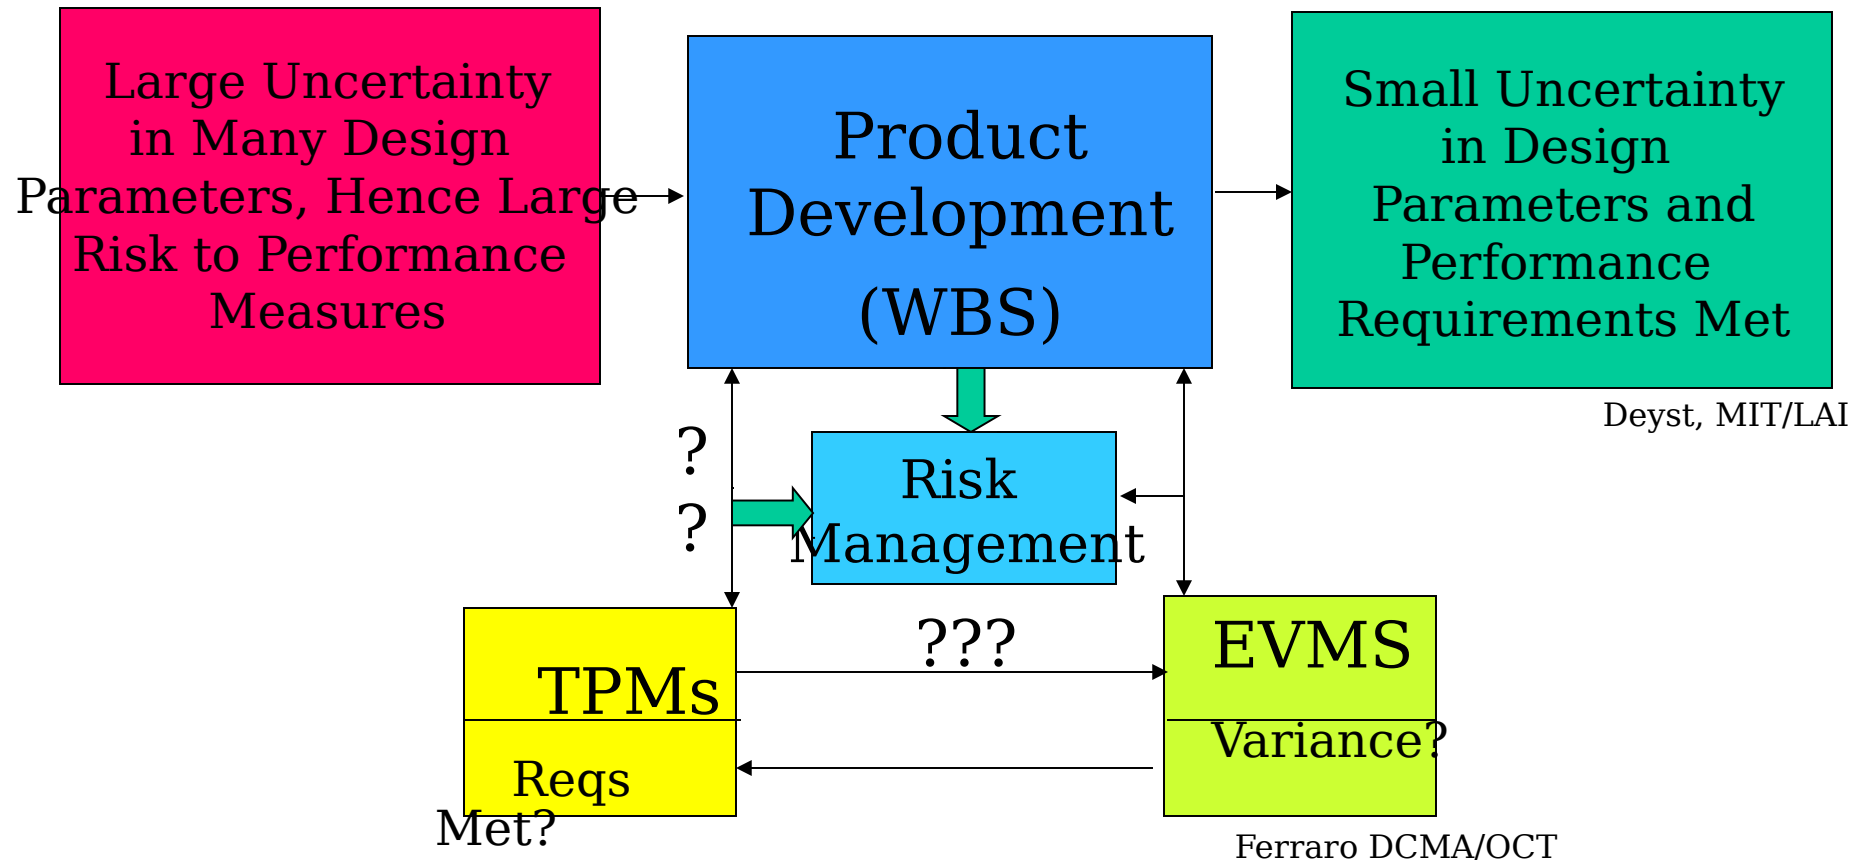 Large Uncertainty
in Many Design
Parameters, Hence Large
Risk to Performance
Measures
Product
Development
(WBS)
Small Uncertainty
in Design
Parameters and
Performance
Requirements Met
Deyst, MIT/LAI
?
?
Risk
Management
???
TPMs
Reqs
Met?
EVMS
Variance?
Ferraro DCMA/OCT